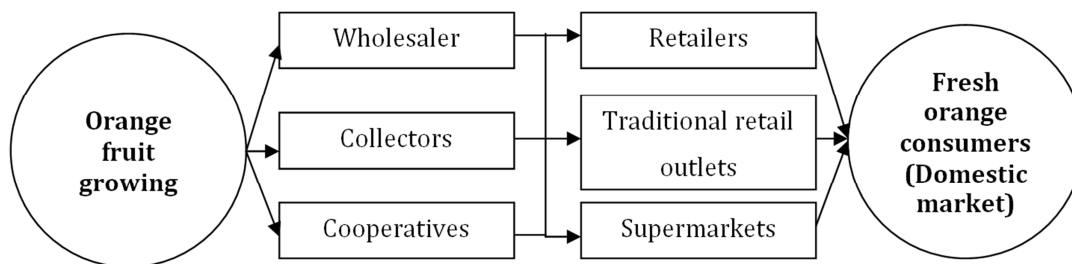 Orange
fruit
growing
Wholesaler
Collectors
Cooperatives
Retailers
Traditional retail
outlets
Supermarkets
Fresh
orange
consumers
(Domestic
market)